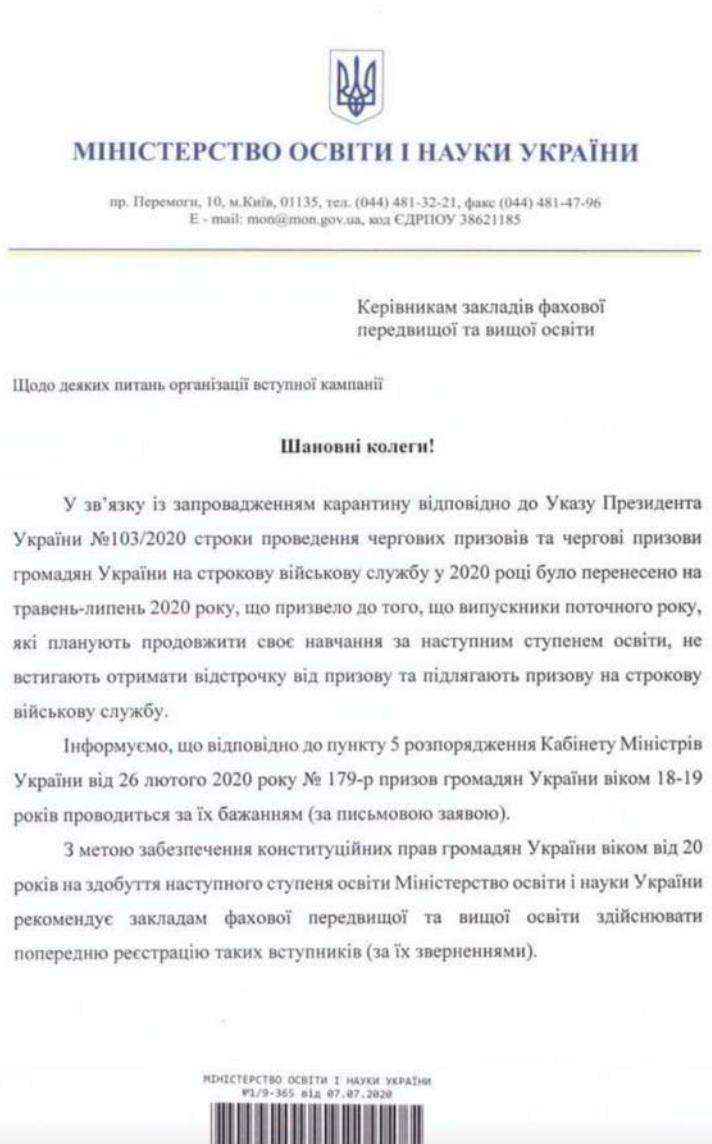 МІНІСТЕРСТВО ОСВІТИ І НАУКИ УКРАЇНИ
пр. Перемоги, 10, м.Київ, 01135, тел. (044) 481-32-21, факс (044) 481-47-96
E - mail: mon@mon.gov.ua, код ЄДРПОУ 38621185
Керівникам закладів фахової
передвищої та вищої освіти
Щодо деяких питань організації вступної кампанії
Шановні колеги!
У зв’язку із запровадженням карантину відповідно до Указу Президента
України №103/2020 строки проведення чергових призовів та чергові призови
громадян України на строкову військову службу у 2020 році було перенесено на
травень-липень 2020 року, що призвело до того, що випускники поточного року,
які планують продовжити своє навчання за наступним ступенем освіти, не
встигають отримати відстрочку від призову та підлягають призову на строкову
військову службу.
Інформуємо, що відповідно до пункту 5 розпорядження Кабінету Міністрів
України від 26 лютого 2020 року № 179-р призов громадян України віком 18-19
років проводиться за їх бажанням (за письмовою заявою).
З метою забезпечення конституційних прав громадян України віком від 20
років на здобуття наступного ступеня освіти Міністерство освіти і науки України
рекомендує закладам фахової передвищої та вищої освіти здійснювати
попередню реєстрацію таких вступників (за їх зверненнями).
МІНІСТЕРСТВО ОСВІТИ І НАУКИ УКРАЇНИ
№1/9-365 від 07.07.2020